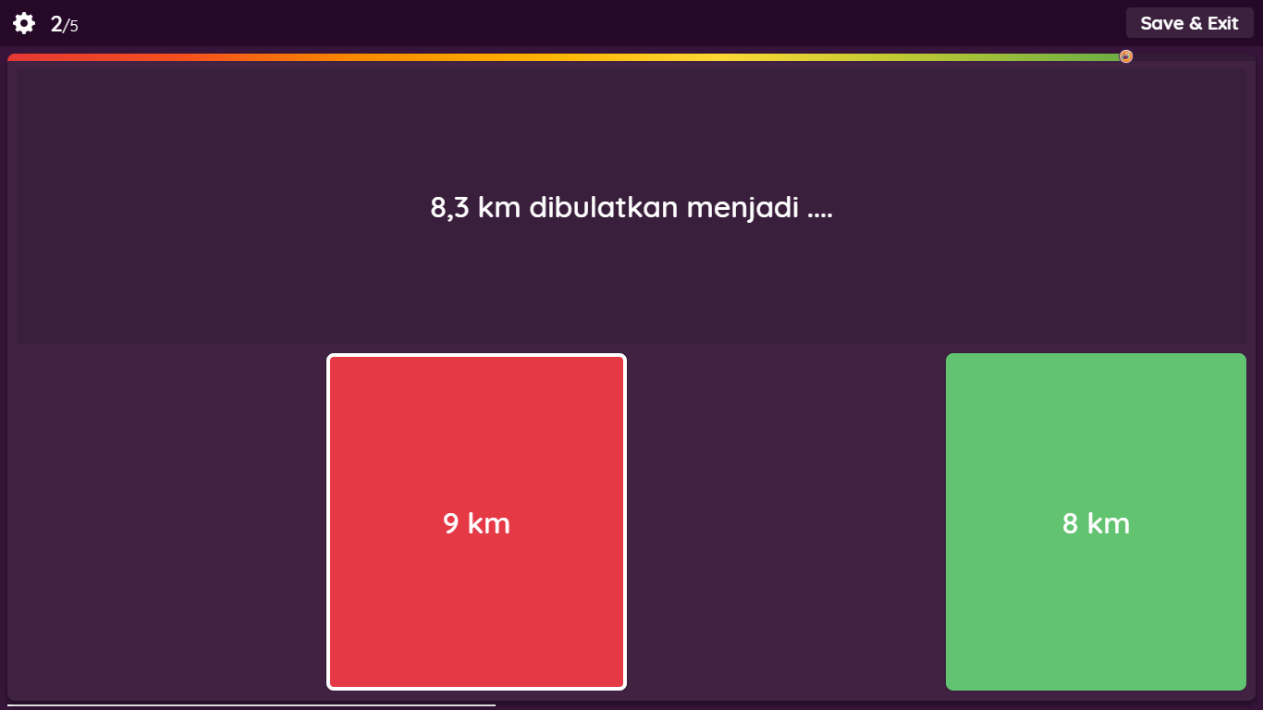 2/5
Save & Exit
8,3 km dibulatkan menjadi ....
9 km
8 km